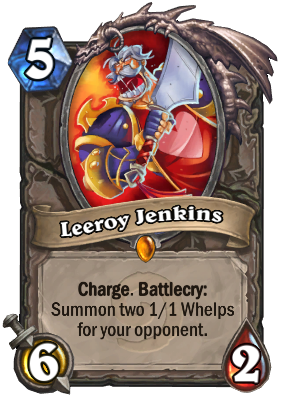 5
Leeroy Jenkins
Charge. Battlecry:
Summon two 1/1 Whelps
for your opponent.
6
2